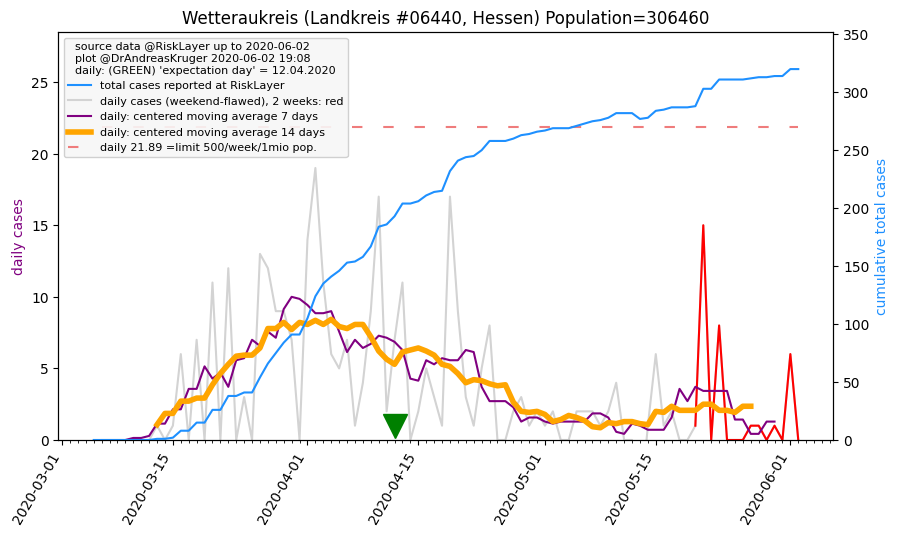 Wetteraukreis (Landkreis #06440, Hessen) Population=306460
source data @RiskLayer up to 2020-06-02
plot @DrAndreasKruger 2020-06-02 19:08
daily: (GREEN) 'expectation day' = 12.04.2020
total cases reported at RiskLayer
daily cases (weekend-flawed), 2 weeks: red
daily: centered moving average 7 days
daily: centered moving average 14 days
daily 21.89 =limit 500/week/1mio pop.
daily cases
0
5
10
15
20
25
cumulative total cases
0
50
100
150
200
250
300
350
2020-03-01
2020-03-15
2020-04-01
2020-04-15
2020-05-01
2020-05-15
2020-06-01